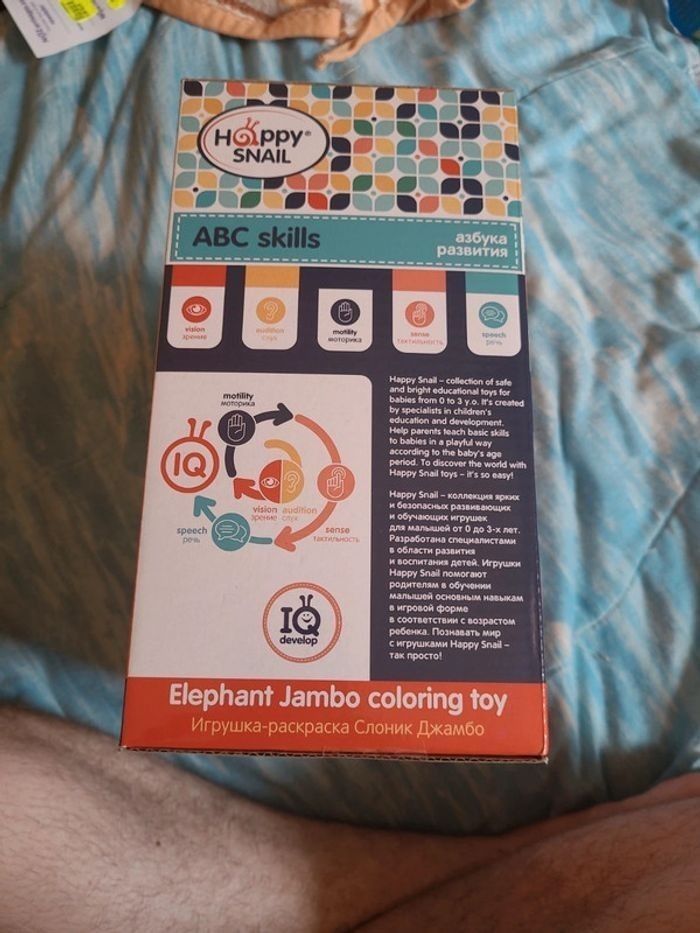 Happy®
SNAIL
ABC skills
азбука
развития
vision
зрение
audition
слух
motility
моторика
sense
тактильность
speech
речь
motility
моторика
IQ
vision
зрение
audition
слух
speech
речь
sense
тактильность
IQ
develop
Happy Snail – collection of safe
and bright educational toys for
babies from 0 to 3 y.o. It's created
by specialists in children's
education and development.
Help parents teach basic skills
to babies in a playful way
according to the baby's age
period. To discover the world with
Happy Snail toys – it's so easy!
Happy Snail – коллекция ярких
и безопасных развивающих
и обучающих игрушек
для малышей от 0 до 3-х лет.
Разработана специалистами
в области развития
и воспитания детей. Игрушки
Happy Snail помогают
родителям в обучении
малышей основным навыкам
в игровой форме
в соответствии с возрастом
ребенка. Познавать мир
с игрушками Happy Snail –
так просто!
Elephant Jambo coloring toy
Игрушка-раскраска Слоник Джамбо